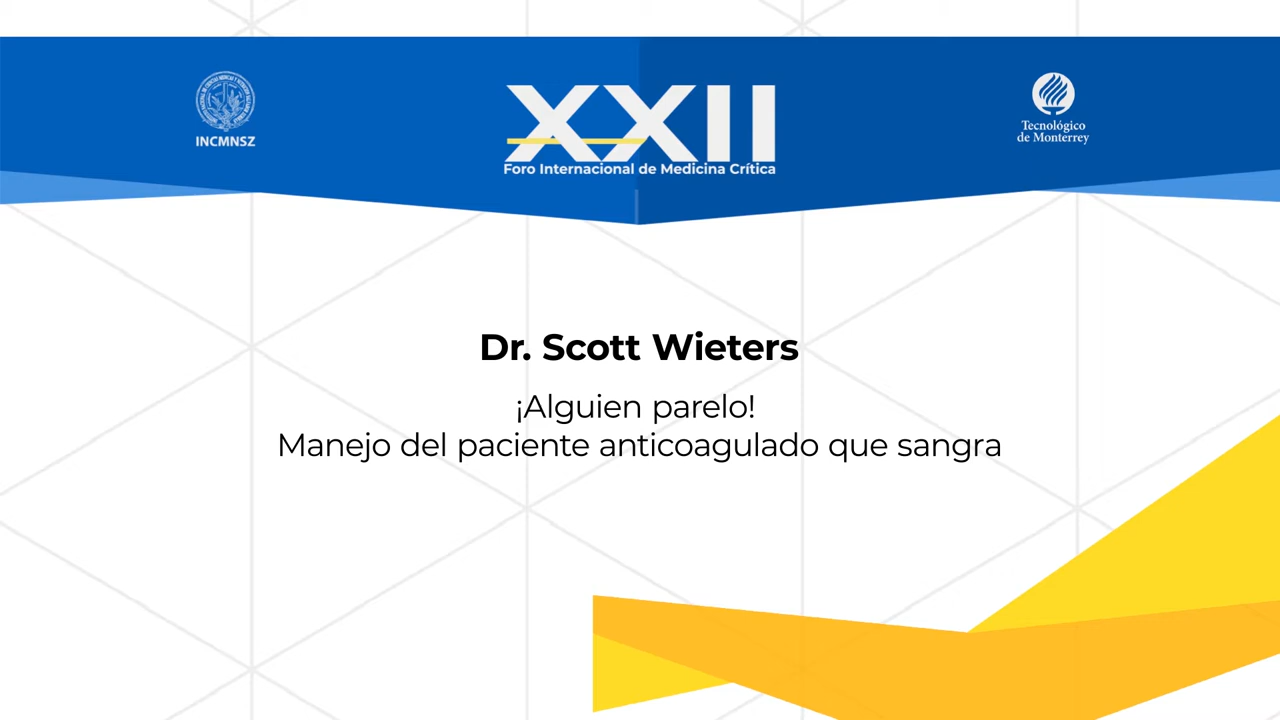 INCMNSZ
XXII
Foro Internacional de Medicina Crítica
Tecnológico
de Monterrey
Dr. Scott Wieters
¡Alguien parelo!
Manejo del paciente anticoagulado que sangra